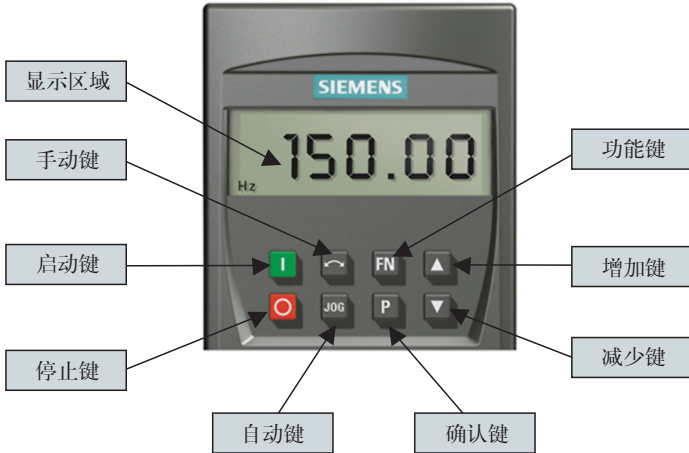 SIEMENS
显示区域
150.00
Hz
手动键
功能键
启动键
I
FN
增加键
JOG
P
停止键
减少键
自动键
确认键